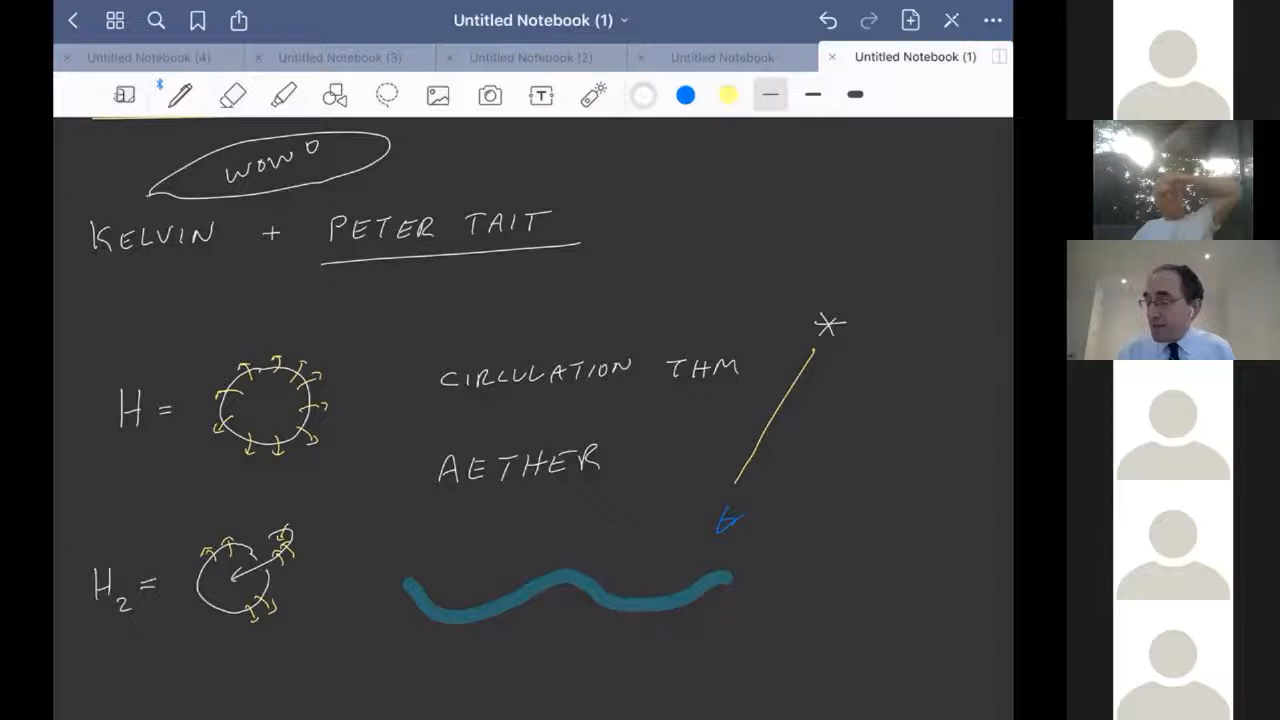 Untitled Notebook (1)
Untitled Notebook (4) Untitled Notebook (3) Untitled Notebook (2) Untitled Notebook Untitled Notebook (1)
KELVIN + PETER TAIT
H =
CIRCULATION THM
AETHER
H2 =